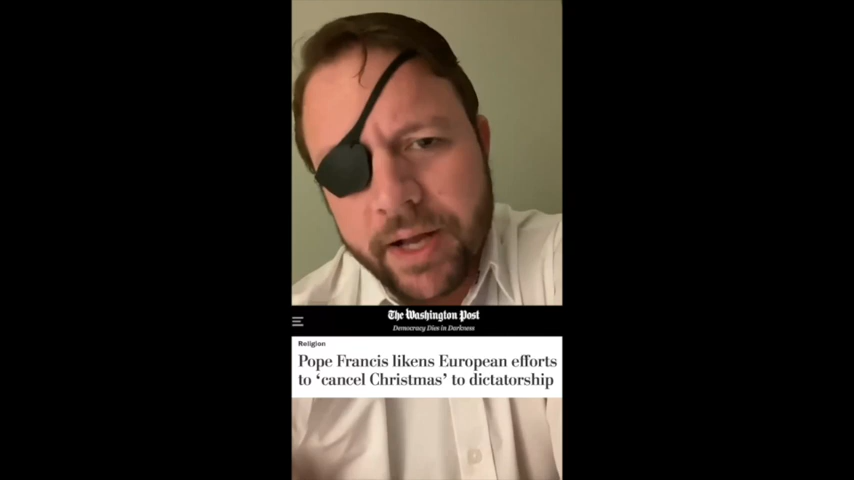 The Washington Post
Democracy Dies in Darkness
Religion
Pope Francis likens European efforts
to ‘cancel Christmas’ to dictatorship